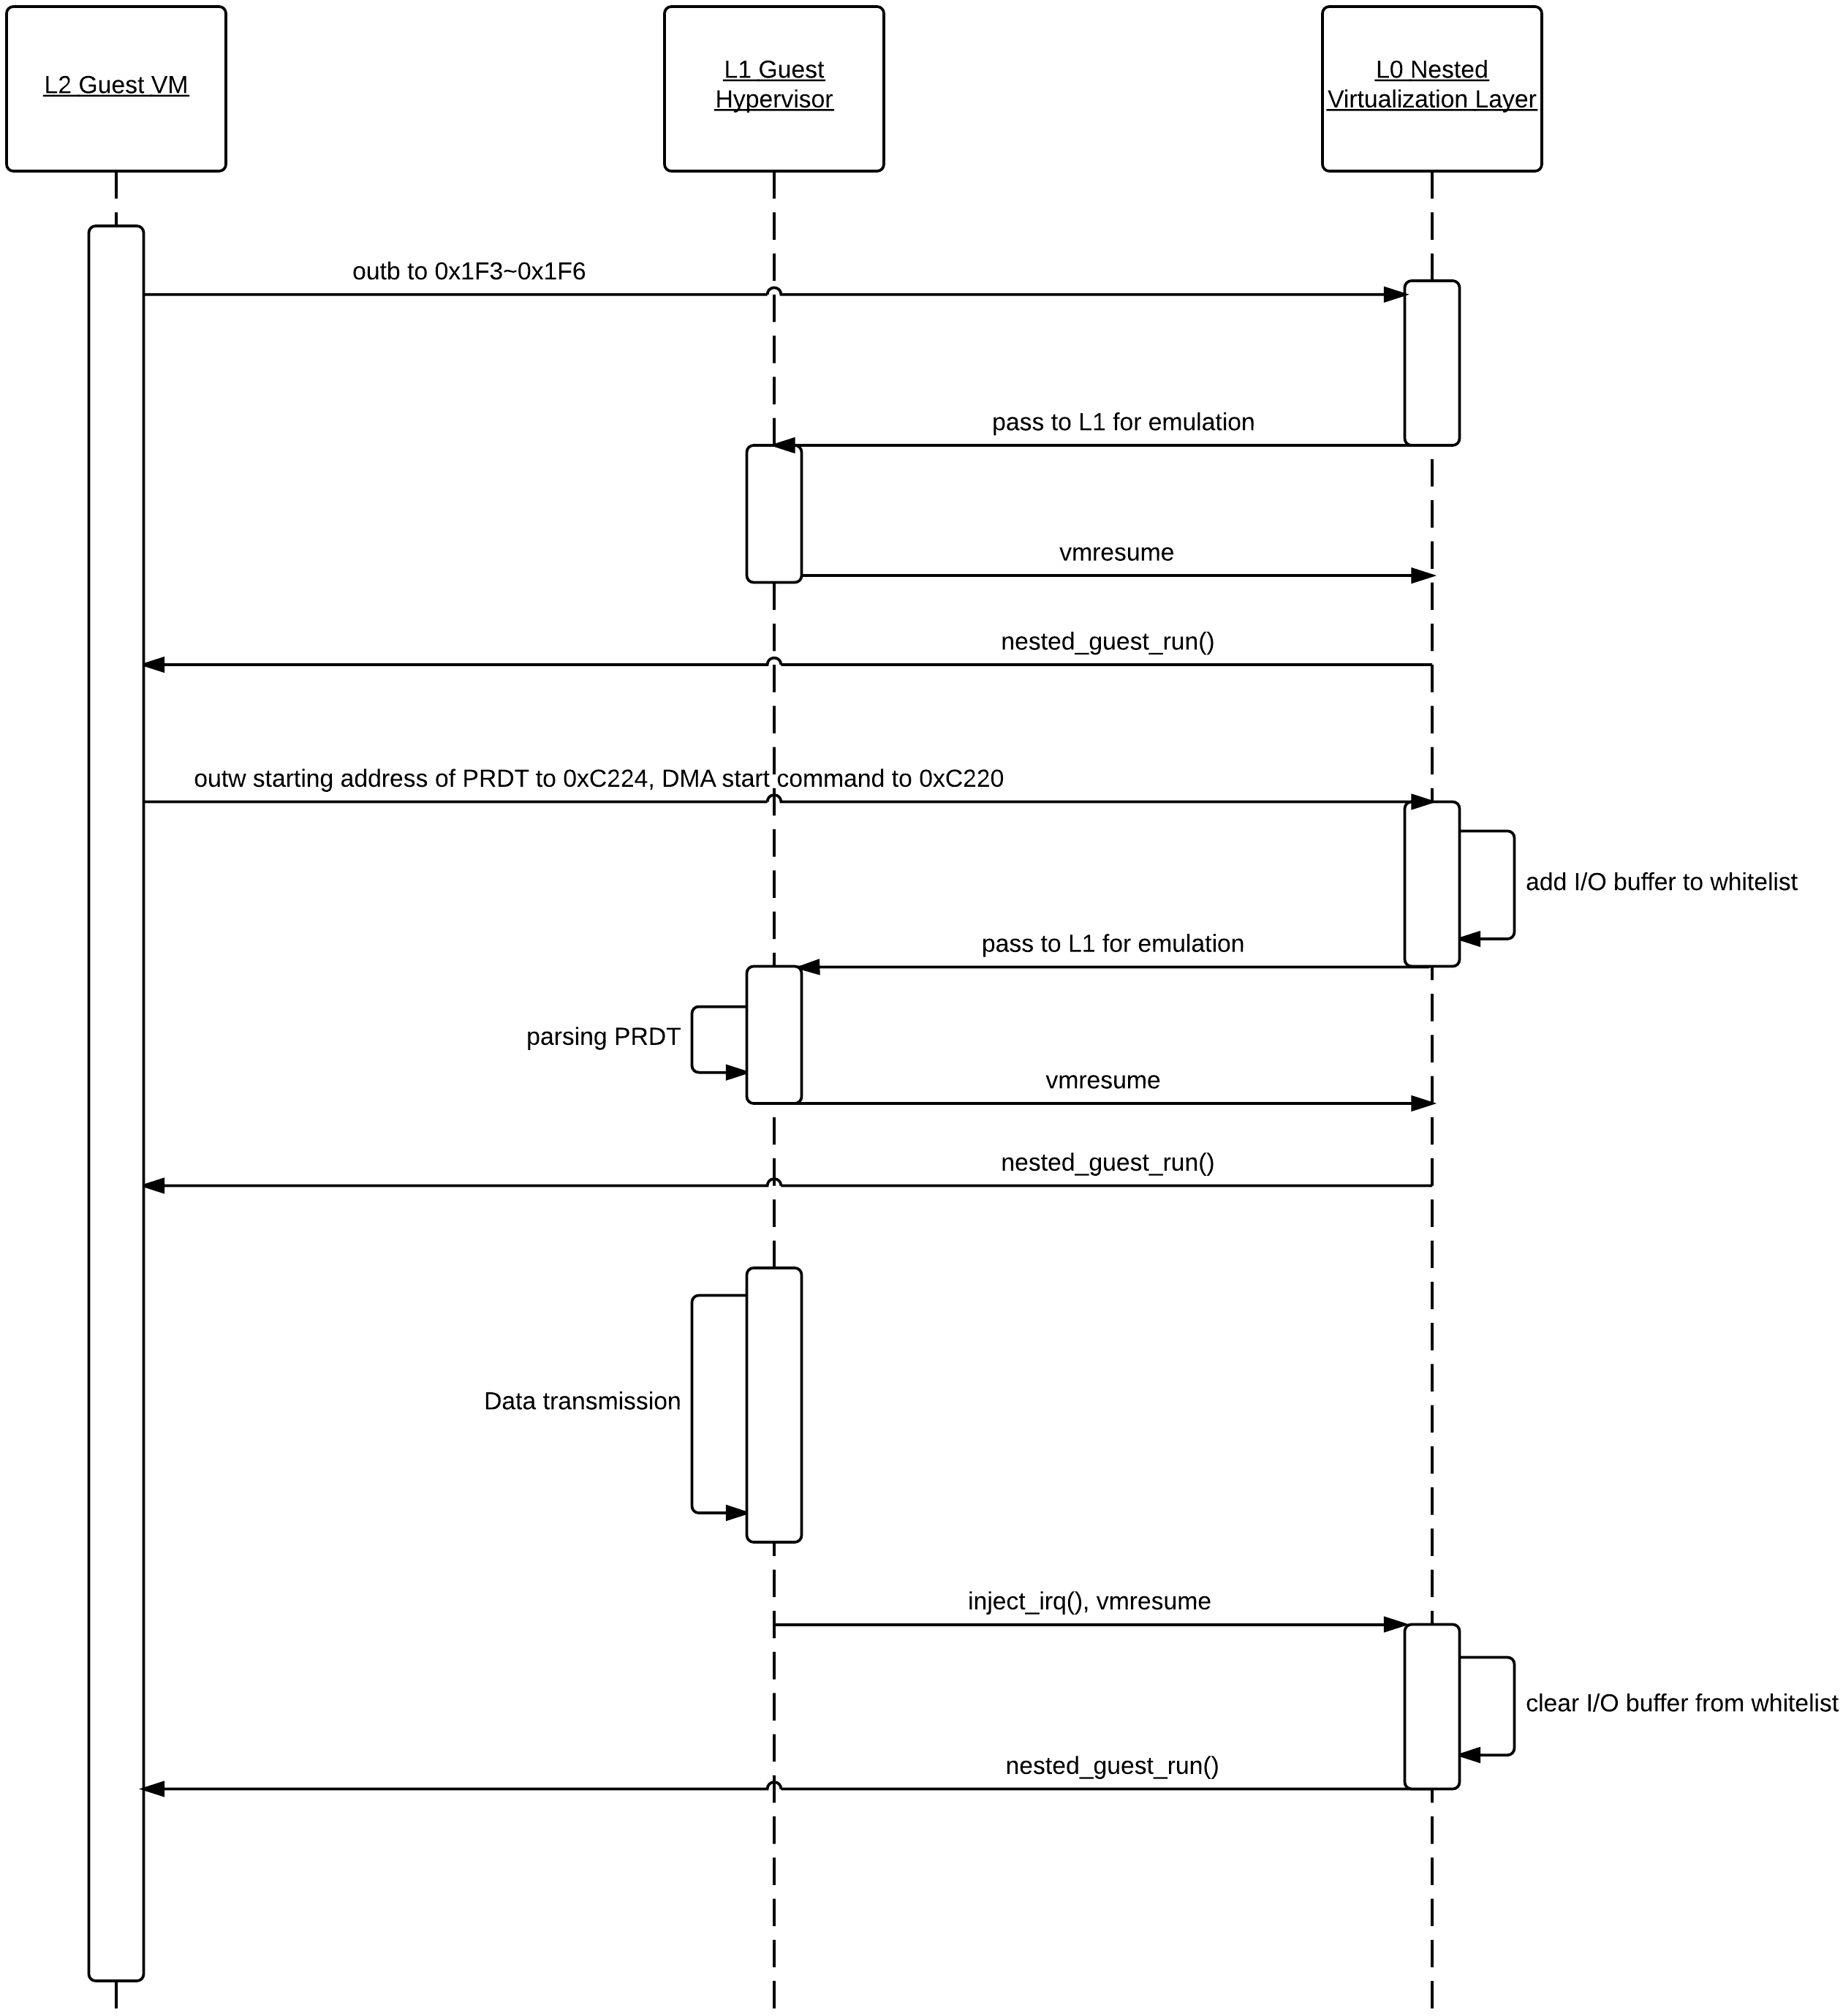 L2 Guest VM
L1 Guest
Hypervisor
L0 Nested
Virtualization Layer
outb to 0x1F3~0x1F6
pass to L1 for emulation
vmresume
nested_guest_run()
outw starting address of PRDT to 0xC224, DMA start command to 0xC220
add I/O buffer to whitelist
pass to L1 for emulation
parsing PRDT
vmresume
nested_guest_run()
Data transmission
inject_irq(), vmresume
clear I/O buffer from whitelist
nested_guest_run()